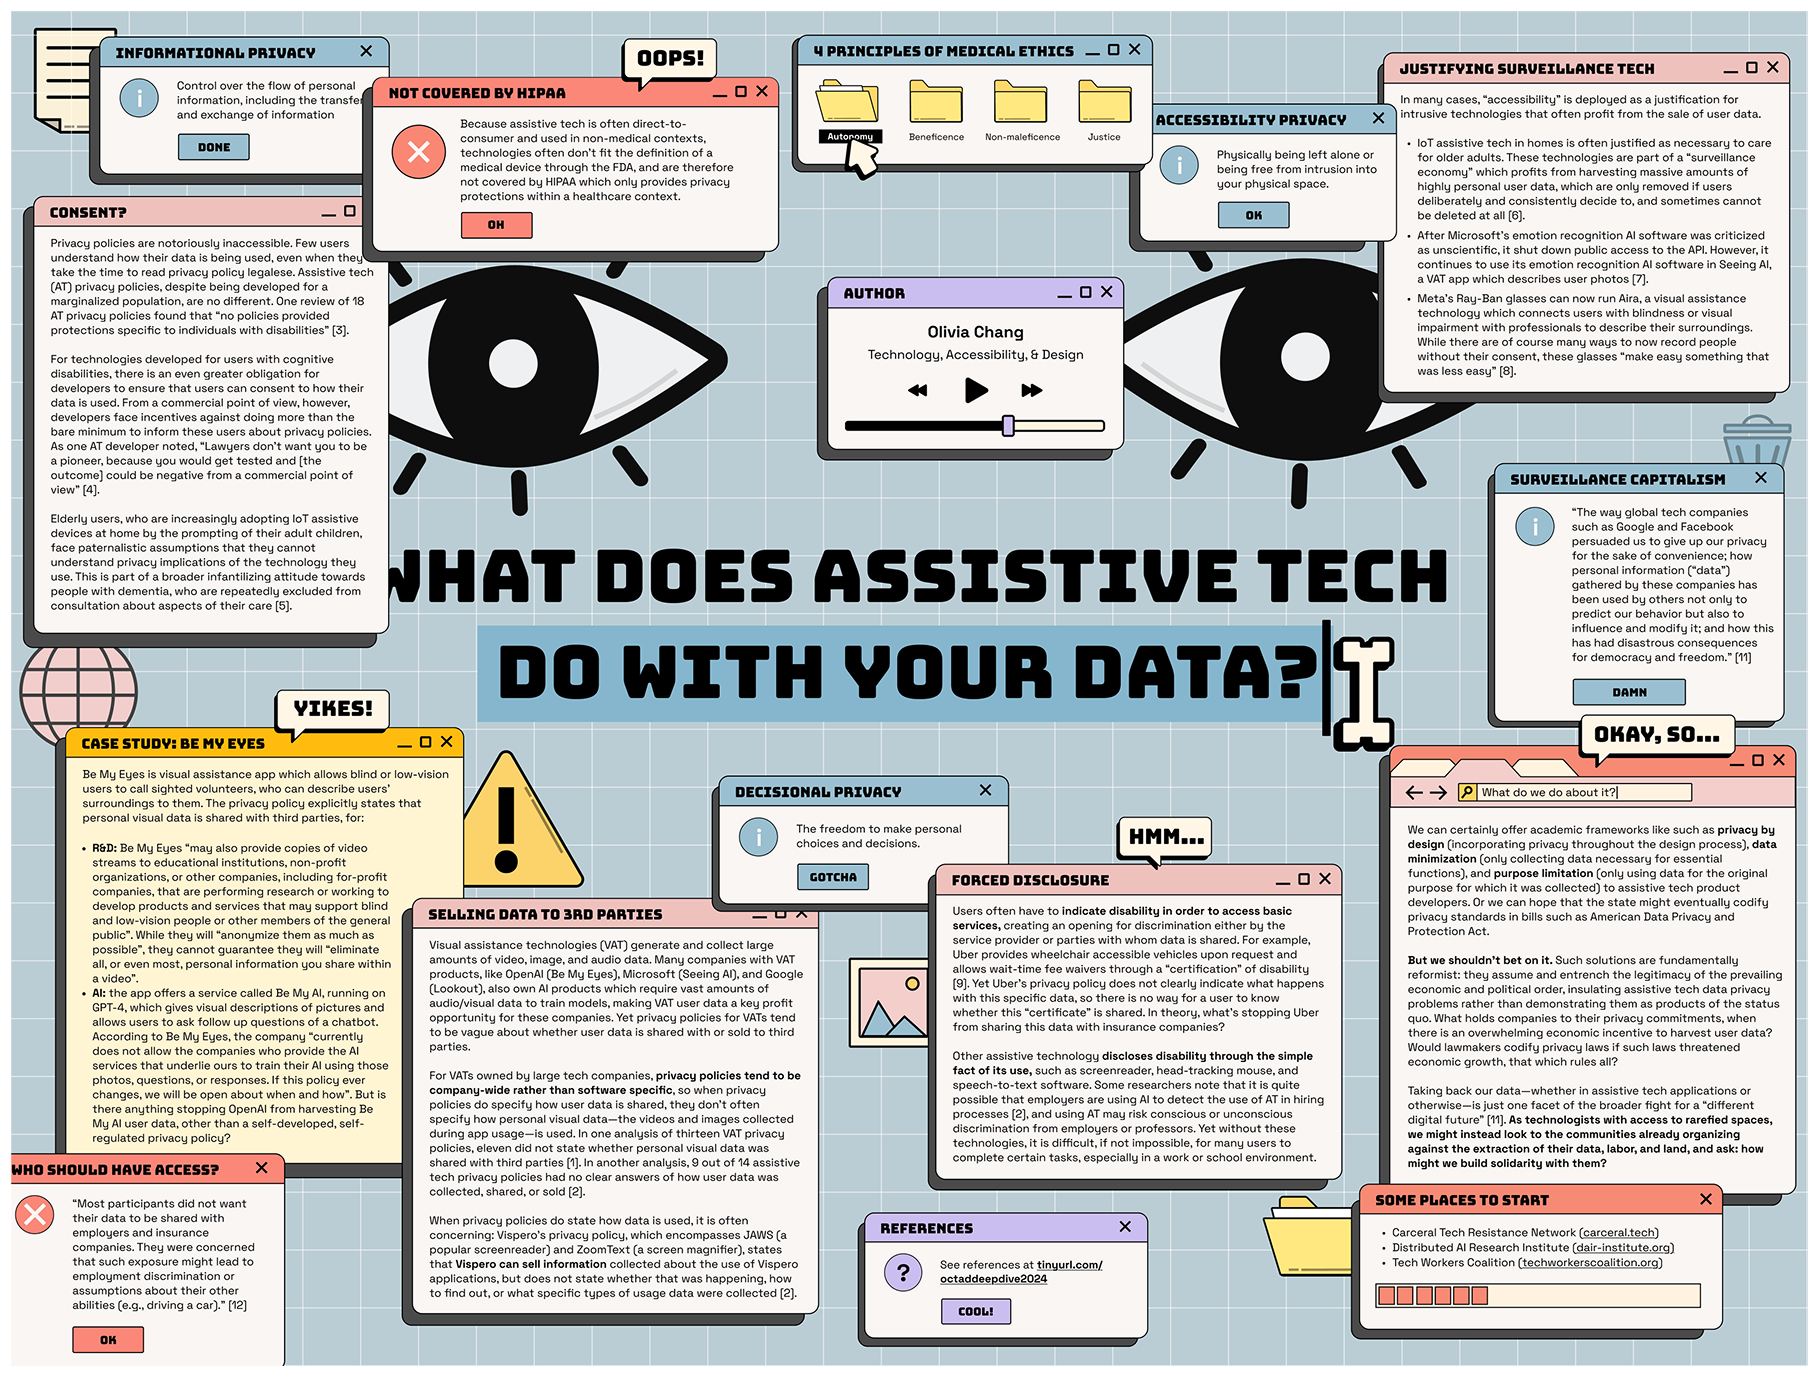 INFORMATIONAL PRIVACY
Control over the flow of personal
information, including the transfer
and exchange of information
DONE
OOPS!
NOT COVERED BY HIPAA
Because assistive tech is often direct-to-
consumer and used in non-medical contexts,
technologies often don't fit the definition of a
medical device through the FDA, and are therefore
not covered by HIPAA which only provides privacy
protections within a healthcare context.
OH
4 PRINCIPLES OF MEDICAL ETHICS
Autonomy
Beneficence
Non-maleficence
Justice
ACCESSIBILITY PRIVACY
Physically being left alone or
being free from intrusion into
your physical space.
OK
JUSTIFYING SURVEILLANCE TECH
In many cases, “accessibility” is deployed as a justification for
intrusive technologies that often profit from the sale of user data.
• IoT assistive tech in homes is often justified as necessary to care
for older adults. These technologies are part of a “surveillance
economy” which profits from harvesting massive amounts of
highly personal user data, which are only removed if users
deliberately and consistently decide to, and sometimes cannot
be deleted at all [6].
• After Microsoft's emotion recognition AI software was criticized
as unscientific, it shut down public access to the API. However, it
continues to use its emotion recognition AI software in Seeing AI,
a VAT app which describes user photos [7].
• Meta's Ray-Ban glasses can now run Aira, a visual assistance
technology which connects users with blindness or visual
impairment with professionals to describe their surroundings.
While there are of course many ways to now record people
without their consent, these glasses “make easy something that
was less easy” [8].
CONSENT?
Privacy policies are notoriously inaccessible. Few users
understand how their data is being used, even when they
take the time to read privacy policy legalese. Assistive tech
(AT) privacy policies, despite being developed for a
marginalized population, are no different. One review of 18
AT privacy policies found that “no policies provided
protections specific to individuals with disabilities” [3].
For technologies developed for users with cognitive
disabilities, there is an even greater obligation for
developers to ensure that users can consent to how their
data is used. From a commercial point of view, however,
developers face incentives against doing more than the
bare minimum to inform these users about privacy policies.
As one AT developer noted, “Lawyers don't want you to be
a pioneer, because you would get tested and [the
outcome] could be negative from a commercial point of
view” [4].
Elderly users, who are increasingly adopting IoT assistive
devices at home by the prompting of their adult children,
face paternalistic assumptions that they cannot
understand privacy implications of the technology they
use. This is part of a broader infantilizing attitude towards
people with dementia, who are repeatedly excluded from
consultation about aspects of their care [5].
AUTHOR
Olivia Chang
Technology, Accessibility, & Design
WHAT DOES ASSISTIVE TECH
DO WITH YOUR DATA?
SURVEILLANCE CAPITALISM
“The way global tech companies
such as Google and Facebook
persuaded us to give up our privacy
for the sake of convenience; how
personal information (“data”)
gathered by these companies has
been used by others not only to
predict our behavior but also to
influence and modify it; and how this
has had disastrous consequences
for democracy and freedom.” [11]
DAMN
YIKES!
CASE STUDY: BE MY EYES
Be My Eyes is visual assistance app which allows blind or low-vision
users to call sighted volunteers, who can describe users'
surroundings to them. The privacy policy explicitly states that
personal visual data is shared with third parties, for:
• R&D: Be My Eyes “may also provide copies of video
streams to educational institutions, non-profit
organizations, or other companies, including for-profit
companies, that are performing research or working to
develop products and services that may support blind
and low-vision people or other members of the general
public”. While they will “anonymize them as much as
possible”, they cannot guarantee they will “eliminate
all, or even most, personal information you share within
a video”.
• AI: the app offers a service called Be My AI, running on
GPT-4, which gives visual descriptions of pictures and
allows users to ask follow up questions of a chatbot.
According to Be My Eyes, the company “currently
does not allow the companies who provide the AI
services that underlie ours to train their AI using those
photos, questions, or responses. If this policy ever
changes, we will be open about when and how”. But is
there anything stopping OpenAI from harvesting Be
My AI user data, other than a self-developed, self-
regulated privacy policy?
WHO SHOULD HAVE ACCESS?
“Most participants did not want
their data to be shared with
employers and insurance
companies. They were concerned
that such exposure might lead to
employment discrimination or
assumptions about their other
abilities (e.g., driving a car).” [12]
OK
SELLING DATA TO 3RD PARTIES
Visual assistance technologies (VAT) generate and collect large
amounts of video, image, and audio data. Many companies with VAT
products, like OpenAI (Be My Eyes), Microsoft (Seeing AI), and Google
(Lookout), also own AI products which require vast amounts of
audio/visual data to train models, making VAT user data a key profit
opportunity for these companies. Yet privacy policies for VATs tend
to be vague about whether user data is shared with or sold to third
parties.
For VATs owned by large tech companies, privacy policies tend to be
company-wide rather than software specific, so when privacy
policies do specify how user data is shared, they don't often
specify how personal visual data—the videos and images collected
during app usage—is used. In one analysis of thirteen VAT privacy
policies, eleven did not state whether personal visual data was
shared with third parties [1]. In another analysis, 9 out of 14 assistive
tech privacy policies had no clear answers of how user data was
collected, shared, or sold [2].
When privacy policies do state how data is used, it is often
concerning: Vispero's privacy policy, which encompasses JAWS (a
popular screenreader) and ZoomText (a screen magnifier), states
that Vispero can sell information collected about the use of Vispero
applications, but does not state whether that was happening, how
to find out, or what specific types of usage data were collected [2].
DECISIONAL PRIVACY
The freedom to make personal
choices and decisions.
GOTCHA
HMM...
FORCED DISCLOSURE
Users often have to indicate disability in order to access basic
services, creating an opening for discrimination either by the
service provider or parties with whom data is shared. For example,
Uber provides wheelchair accessible vehicles upon request and
allows wait-time fee waivers through a “certification” of disability
[9]. Yet Uber's privacy policy does not clearly indicate what happens
with this specific data, so there is no way for a user to know
whether this “certificate” is shared. In theory, what's stopping Uber
from sharing this data with insurance companies?
Other assistive technology discloses disability through the simple
fact of its use, such as screenreader, head-tracking mouse, and
speech-to-text software. Some researchers note that it is quite
possible that employers are using AI to detect the use of AT in hiring
processes [2], and using AT may risk conscious or unconscious
discrimination from employers or professors. Yet without these
technologies, it is difficult, if not impossible, for many users to
complete certain tasks, especially in a work or school environment.
REFERENCES
See references at tinyurl.com/
octaddeepdive2024
COOL!
OKAY, SO...
What do we do about it?
We can certainly offer academic frameworks like such as privacy by
design (incorporating privacy throughout the design process), data
minimization (only collecting data necessary for essential
functions), and purpose limitation (only using data for the original
purpose for which it was collected) to assistive tech product
developers. Or we can hope that the state might eventually codify
privacy standards in bills such as American Data Privacy and
Protection Act.
But we shouldn't bet on it. Such solutions are fundamentally
reformist: they assume and entrench the legitimacy of the prevailing
economic and political order, insulating assistive tech data privacy
problems rather than demonstrating them as products of the status
quo. What holds companies to their privacy commitments, when
there is an overwhelming economic incentive to harvest user data?
Would lawmakers codify privacy laws if such laws threatened
economic growth, that which rules all?
Taking back our data—whether in assistive tech applications or
otherwise—is just one facet of the broader fight for a “different
digital future” [11]. As technologists with access to rarefied spaces,
we might instead look to the communities already organizing
against the extraction of their data, labor, and land, and ask: how
might we build solidarity with them?
SOME PLACES TO START
• Carceral Tech Resistance Network (carceral.tech)
• Distributed AI Research Institute (dair-institute.org)
• Tech Workers Coalition (techworkerscoalition.org)